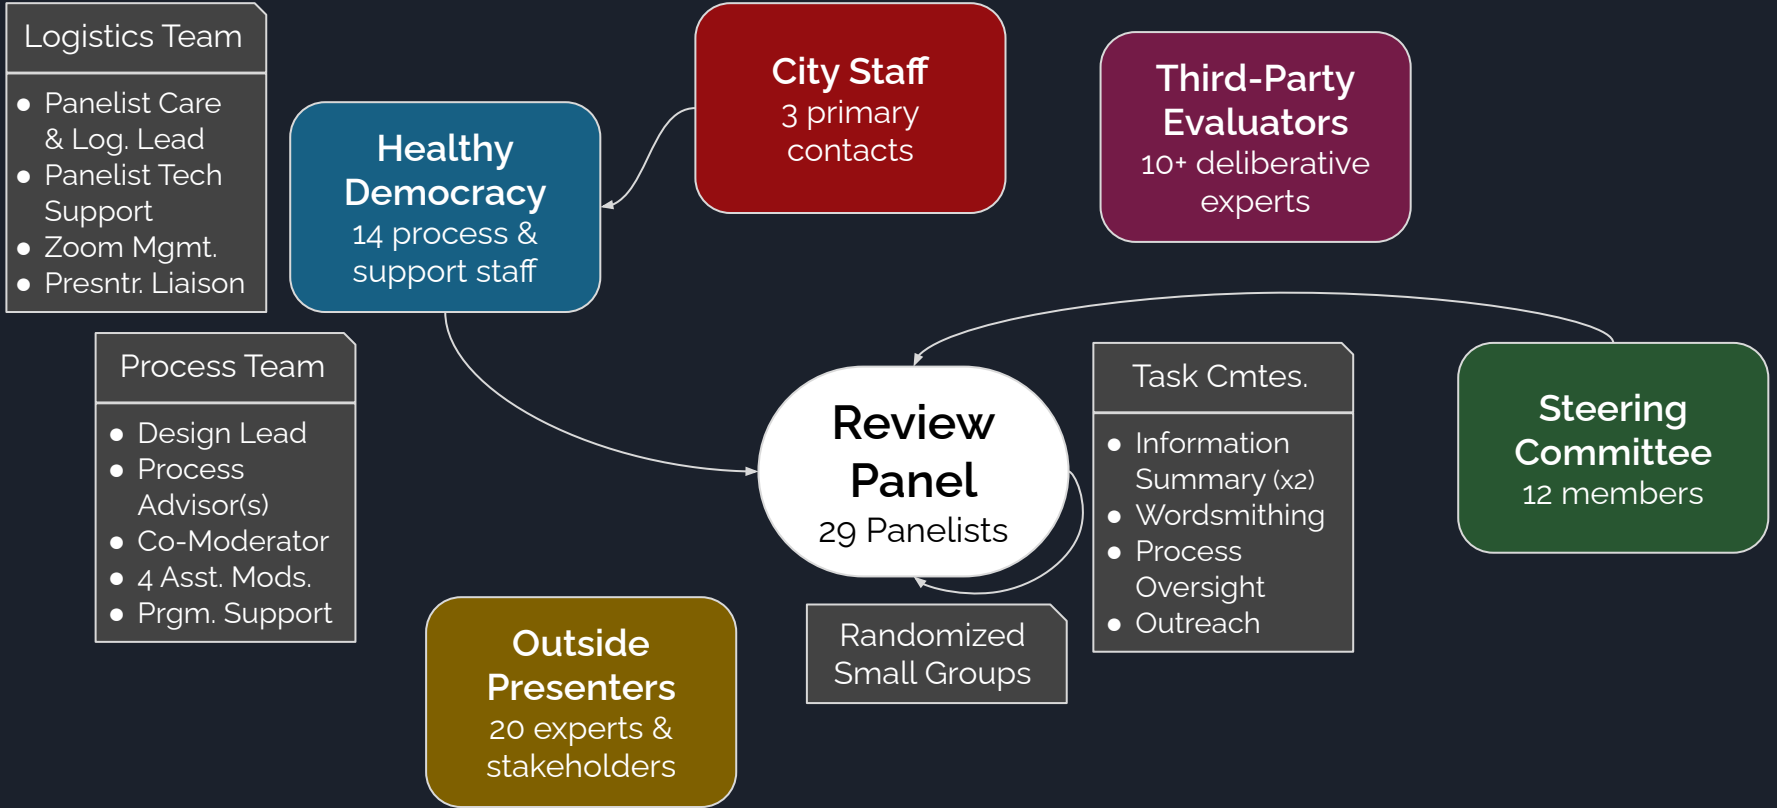 Logistics Team
● Panelist Care
& Log. Lead
● Panelist Tech
Support
● Zoom Mgmt.
● Presntr. Liaison
Healthy
Democracy
14 process &
support staff
City Staff
3 primary
contacts
Third-Party
Evaluators
10+ deliberative
experts
Process Team
● Design Lead
● Process
Advisor(s)
● Co-Moderator
● 4 Asst. Mods.
● Prgm. Support
Review
Panel
29 Panelists
Task Cmtes.
● Information
Summary (x2)
● Wordsmithing
● Process
Oversight
● Outreach
Steering
Committee
12 members
Outside
Presenters
20 experts &
stakeholders
Randomized
Small Groups